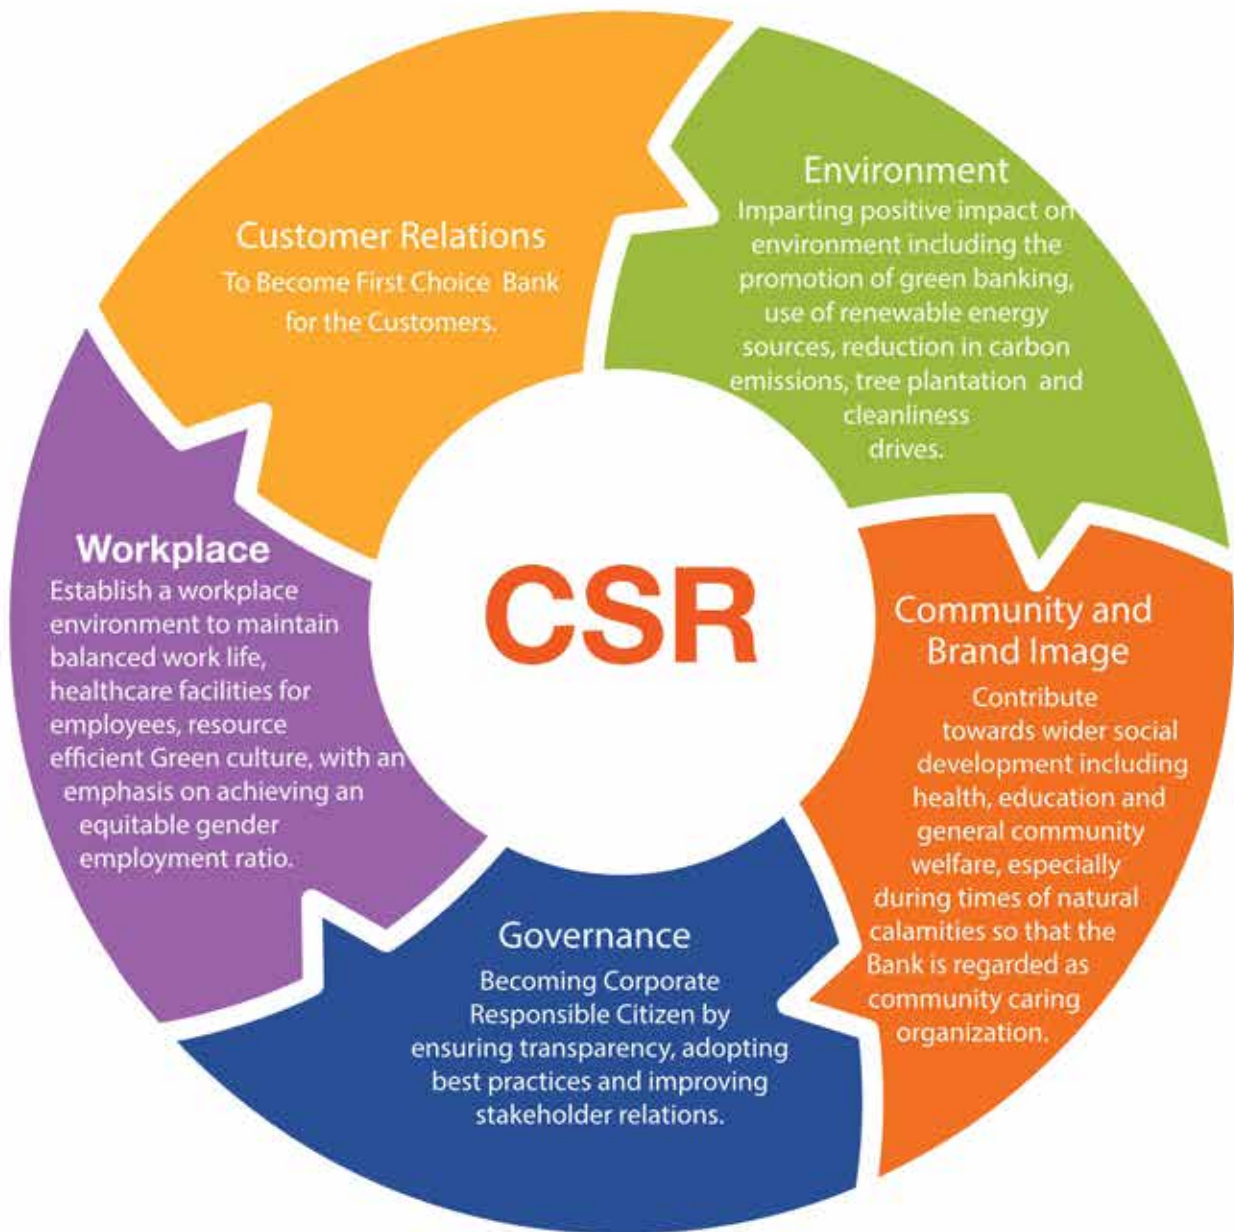 Customer Relations
To Become First Choice Bank
for the Customers.
Environment
Imparting positive impact on
environment including the
promotion of green banking,
use of renewable energy
sources, reduction in carbon
emissions, tree plantation and
cleanliness
drives.
Community and
Brand Image
Contribute
towards wider social
development including
health, education and
general community
welfare, especially
during times of natural
calamities so that the
Bank is regarded as
community caring
organization.
Governance
Becoming Corporate
Responsible Citizen by
ensuring transparency, adopting
best practices and improving
stakeholder relations.
Workplace
Establish a workplace
environment to maintain
balanced work life,
healthcare facilities for
employees, resource
efficient Green culture, with an
emphasis on achieving an
equitable gender
employment ratio.
CSR